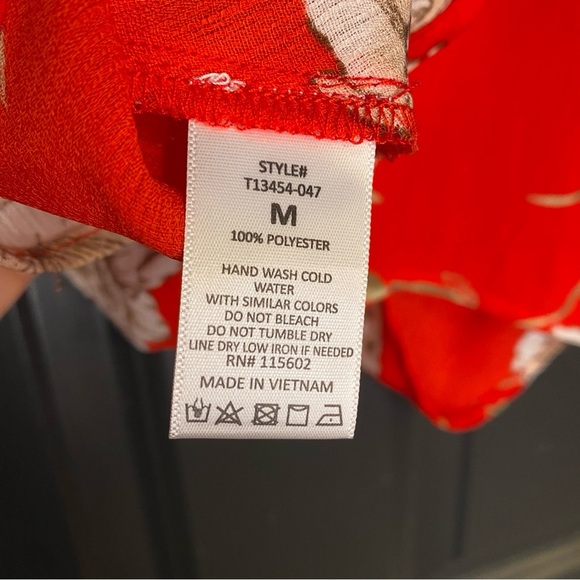 STYLE#
T13454-047
M
100% POLYESTER
HAND WASH COLD
WATER
WITH SIMILAR COLORS
DO NOT BLEACH
DO NOT TUMBLE DRY
LINE DRY LOW IRON IF NEEDED
RN# 115602
MADE IN VIETNAM